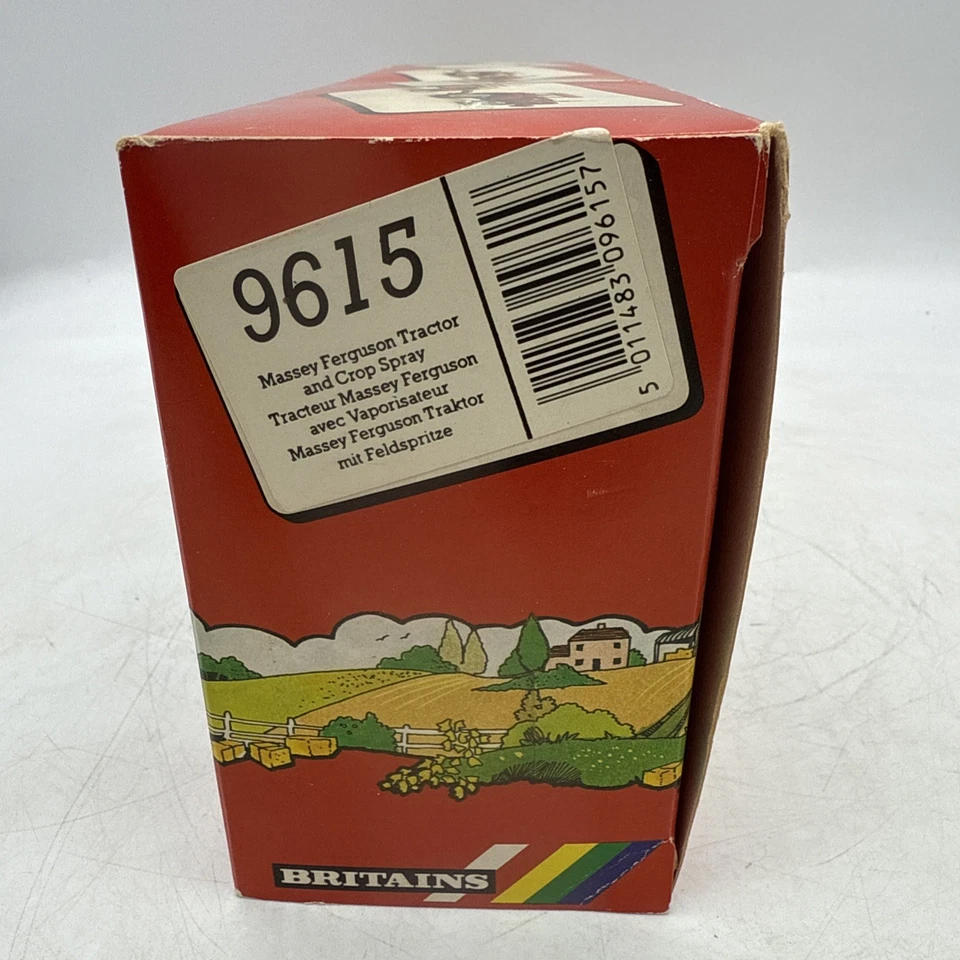 9615
Massey Ferguson Tractor
and Crop Spray
Tracteur Massey Ferguson
avec Vaporisateur
Massey Ferguson Traktor
mit Feldspritze
5 011483 096157
BRITAINS